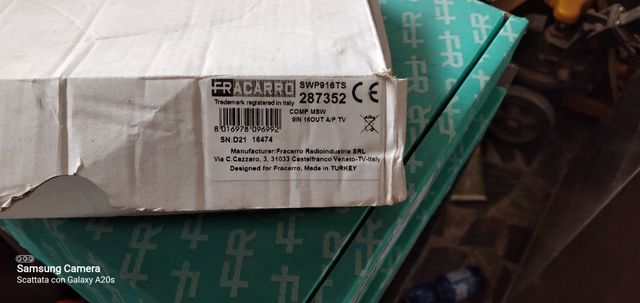 FRACARRO SWP916TS
Trademark registered in Italy 287352 CE
COMP MSW
9IN 16OUT A/P TV
8 016978 096992
SN:D21 16474
Manufacturer:Fracarro Radioindustrie SRL
Via C.Cazzaro, 3, 31033 Castelfranco Veneto-TV-Italy
Designed for Fracarro, Made in TURKEY
Samsung Camera
Scattata con Galaxy A20s